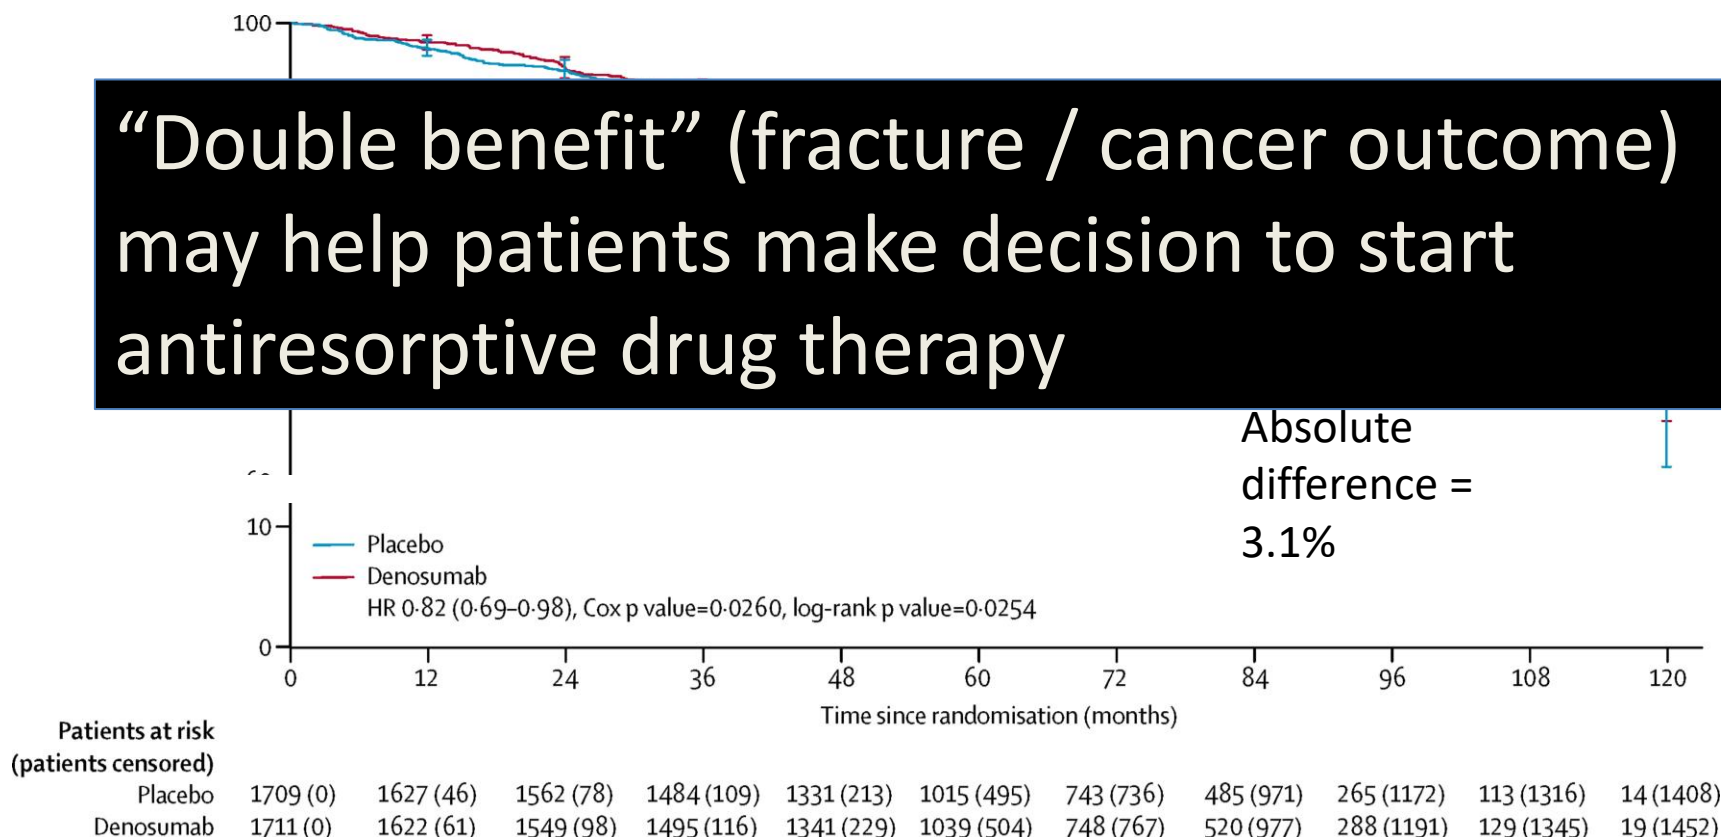 100
“Double benefit” (fracture / cancer outcome)
may help patients make decision to start
antiresorptive drug therapy
Absolute
difference =
3.1%
10
Placebo
Denosumab
HR 0·82 (0·69–0·98), Cox p value=0·0260, log-rank p value=0·0254
0
0 12 24 36 48 60 72 84 96 108 120
Time since randomisation (months)
Patients at risk
(patients censored)
Placebo 1709 (0) 1627 (46) 1562 (78) 1484 (109) 1331 (213) 1015 (495) 743 (736) 485 (971) 265 (1172) 113 (1316) 14 (1408)
Denosumab 1711 (0) 1622 (61) 1549 (98) 1495 (116) 1341 (229) 1039 (504) 748 (767) 520 (977) 288 (1191) 129 (1345) 19 (1452)